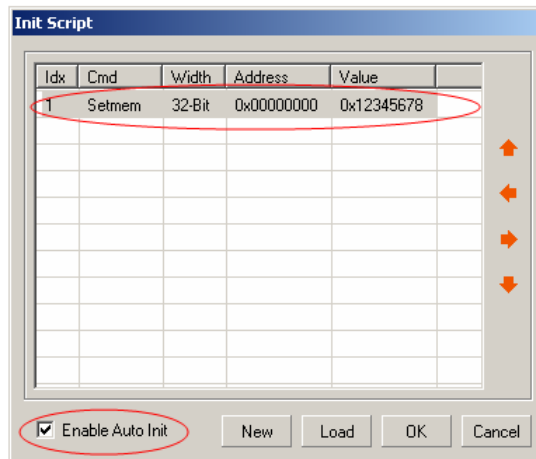 Init Script
Idx Cmd Width Address Value
1 Setmem 32-Bit 0x00000000 0x12345678
Enable Auto Init New Load OK Cancel